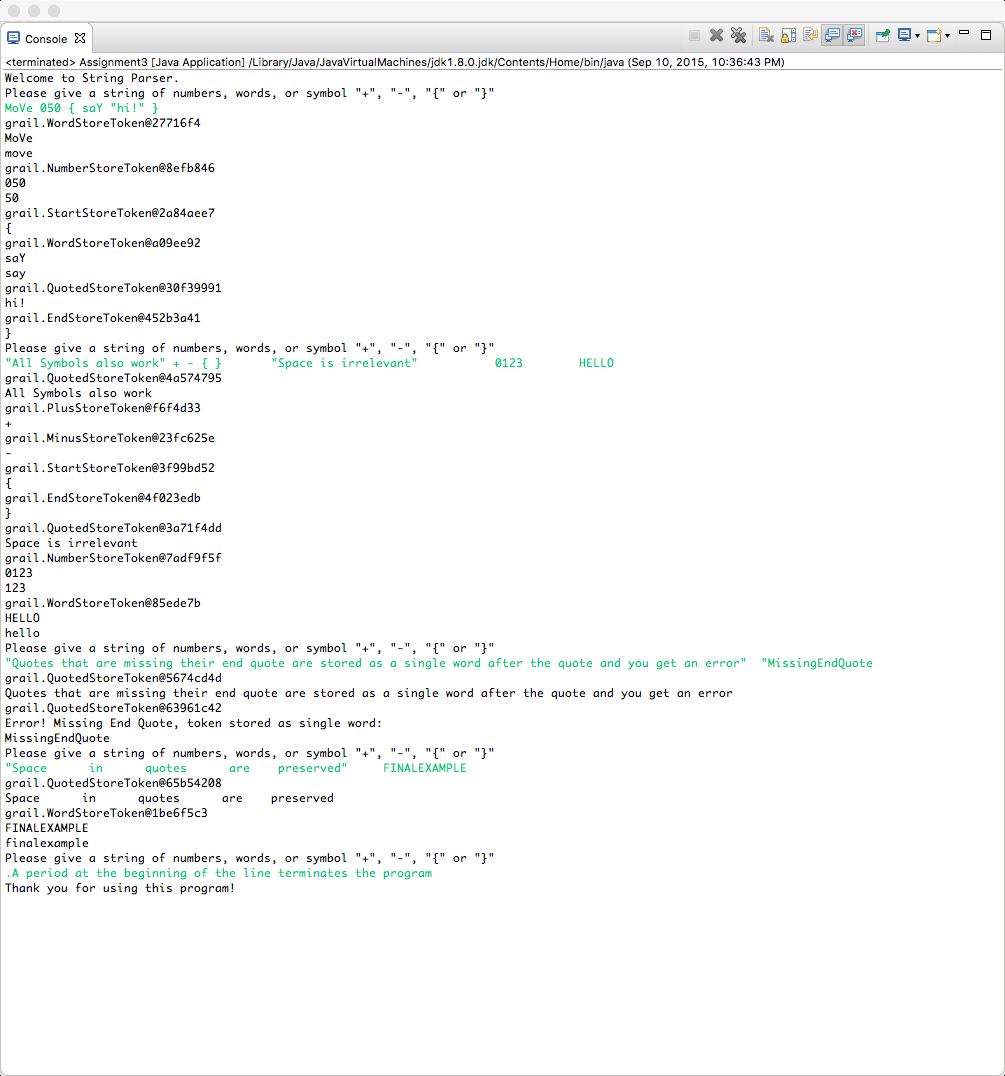 Console
<terminated> Assignment3 [Java Application] /Library/Java/JavaVirtualMachines/jdk1.8.0.jdk/Contents/Home/bin/java (Sep 10, 2015, 10:36:43 PM)
Welcome to String Parser.
Please give a string of numbers, words, or symbol "+", "-", "{" or "}"
MoVe 050 { saY "hi!" }
grail.WordStoreToken@27716f4
MoVe
move
grail.NumberStoreToken@8efb846
050
50
grail.StartStoreToken@2a84aee7
{
grail.WordStoreToken@a09ee92
saY
say
grail.QuotedStoreToken@30f39991
hi!
grail.EndStoreToken@452b3a41
}
Please give a string of numbers, words, or symbol "+", "-", "{" or "}"
"All Symbols also work" + - { }       "Space is irrelevant"           0123        HELLO
grail.QuotedStoreToken@4a574795
All Symbols also work
grail.PlusStoreToken@f6f4d33
+
grail.MinusStoreToken@23fc625e
-
grail.StartStoreToken@3f99bd52
{
grail.EndStoreToken@4f023edb
}
grail.QuotedStoreToken@3a71f4dd
Space is irrelevant
grail.NumberStoreToken@7adf9f5f
0123
123
grail.WordStoreToken@85ede7b
HELLO
hello
Please give a string of numbers, words, or symbol "+", "-", "{" or "}"
"Quotes that are missing their end quote are stored as a single word after the quote and you get an error"  "MissingEndQuote
grail.QuotedStoreToken@5674cd4d
Quotes that are missing their end quote are stored as a single word after the quote and you get an error
grail.QuotedStoreToken@63961c42
Error! Missing End Quote, token stored as single word:
MissingEndQuote
Please give a string of numbers, words, or symbol "+", "-", "{" or "}"
"Space      in      quotes      are    preserved"     FINALEXAMPLE
grail.QuotedStoreToken@65b54208
Space      in      quotes      are    preserved
grail.WordStoreToken@1be6f5c3
FINALEXAMPLE
finalexample
Please give a string of numbers, words, or symbol "+", "-", "{" or "}"
.A period at the beginning of the line terminates the program
Thank you for using this program!